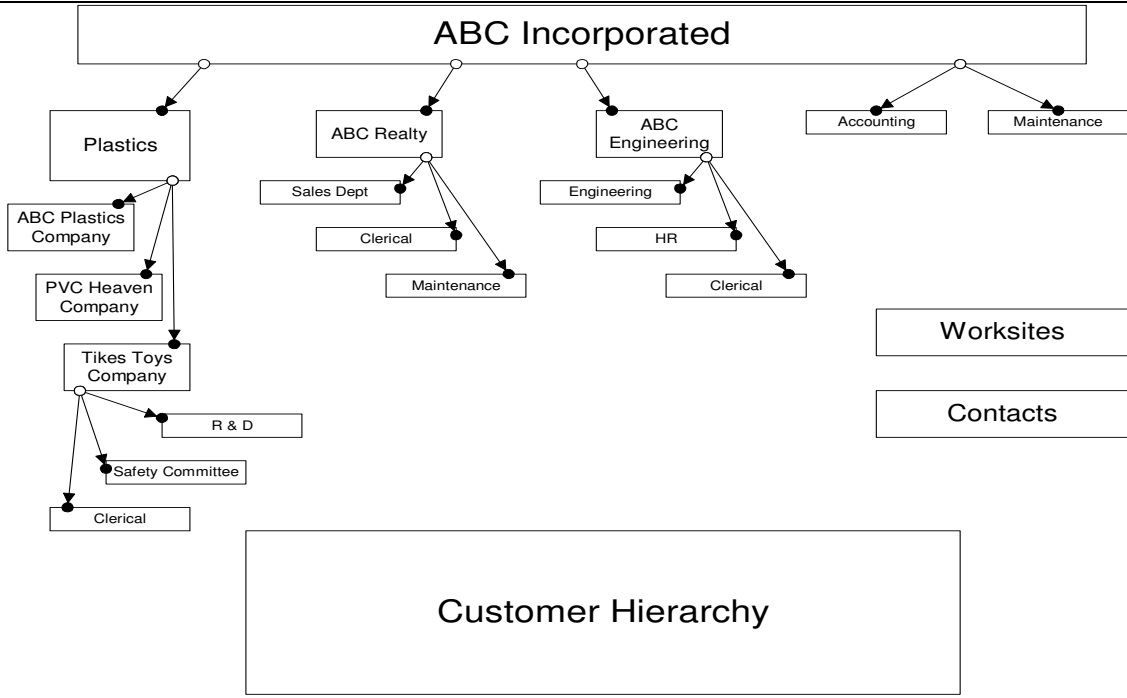 ABC Incorporated
Plastics
ABC Realty
ABC
Engineering
Accounting
Maintenance
Sales Dept
Engineering
ABC Plastics
Company
Clerical
HR
PVC Heaven
Company
Maintenance
Clerical
Worksites
Tikes Toys
Company
Contacts
R & D
Safety Committee
Clerical
Customer Hierarchy